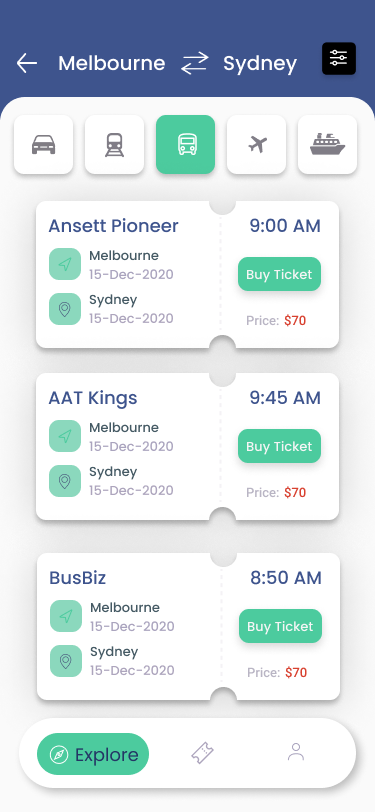 Melbourne Sydney
Ansett Pioneer 9:00 AM
Melbourne
15-Dec-2020
Buy Ticket
Sydney
15-Dec-2020
Price: $70
AAT Kings 9:45 AM
Melbourne
15-Dec-2020
Buy Ticket
Sydney
15-Dec-2020
Price: $70
BusBiz 8:50 AM
Melbourne
15-Dec-2020
Buy Ticket
Sydney
15-Dec-2020
Price: $70
Explore